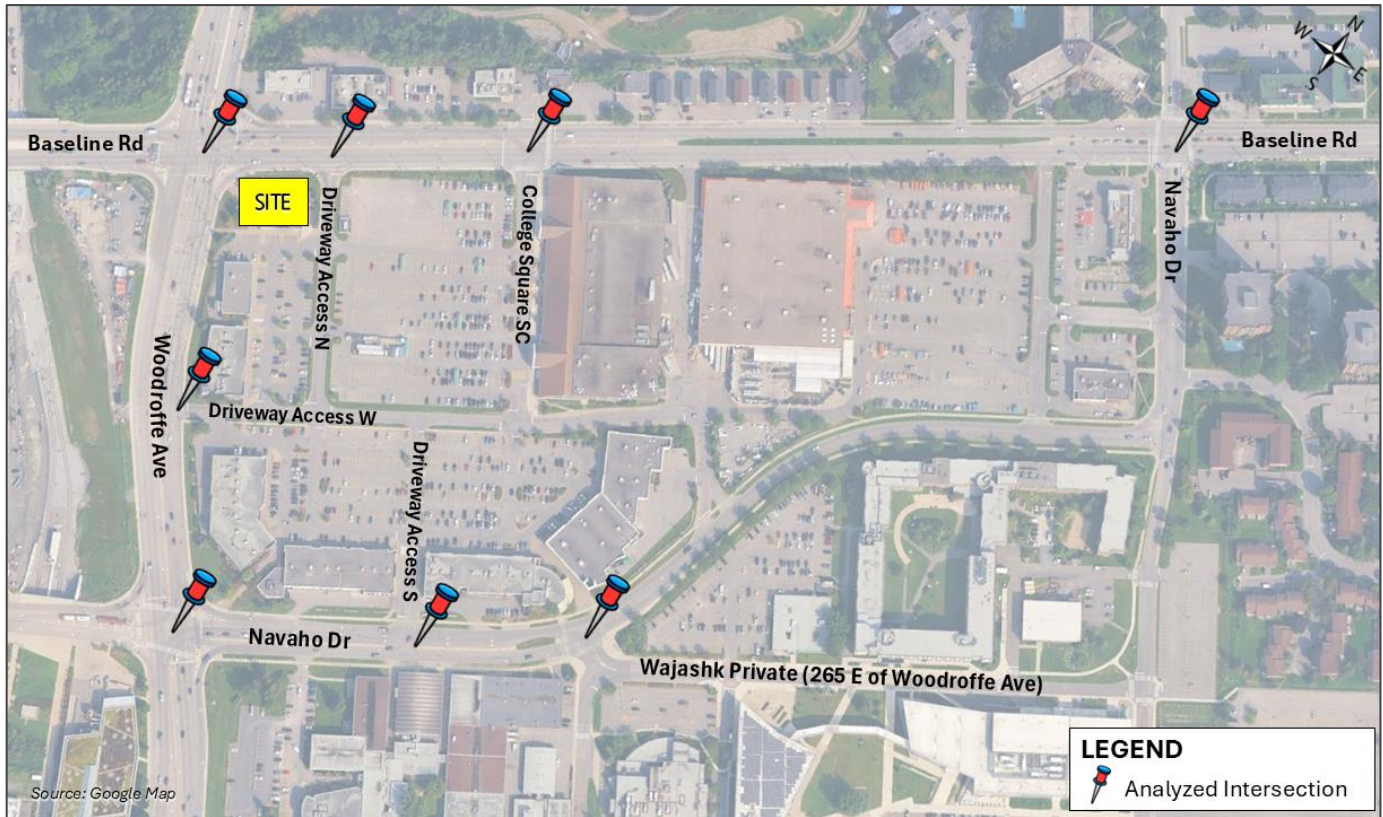 N
W
E
S
Baseline Rd
Baseline Rd
SITE
Driveway Access N
College Square SC
Navaho Dr
Woodroffe Ave
Driveway Access W
Driveway Access S
Navaho Dr
Wajashk Private (265 E of Woodroffe Ave)
LEGEND
Analyzed Intersection
Source: Google Map